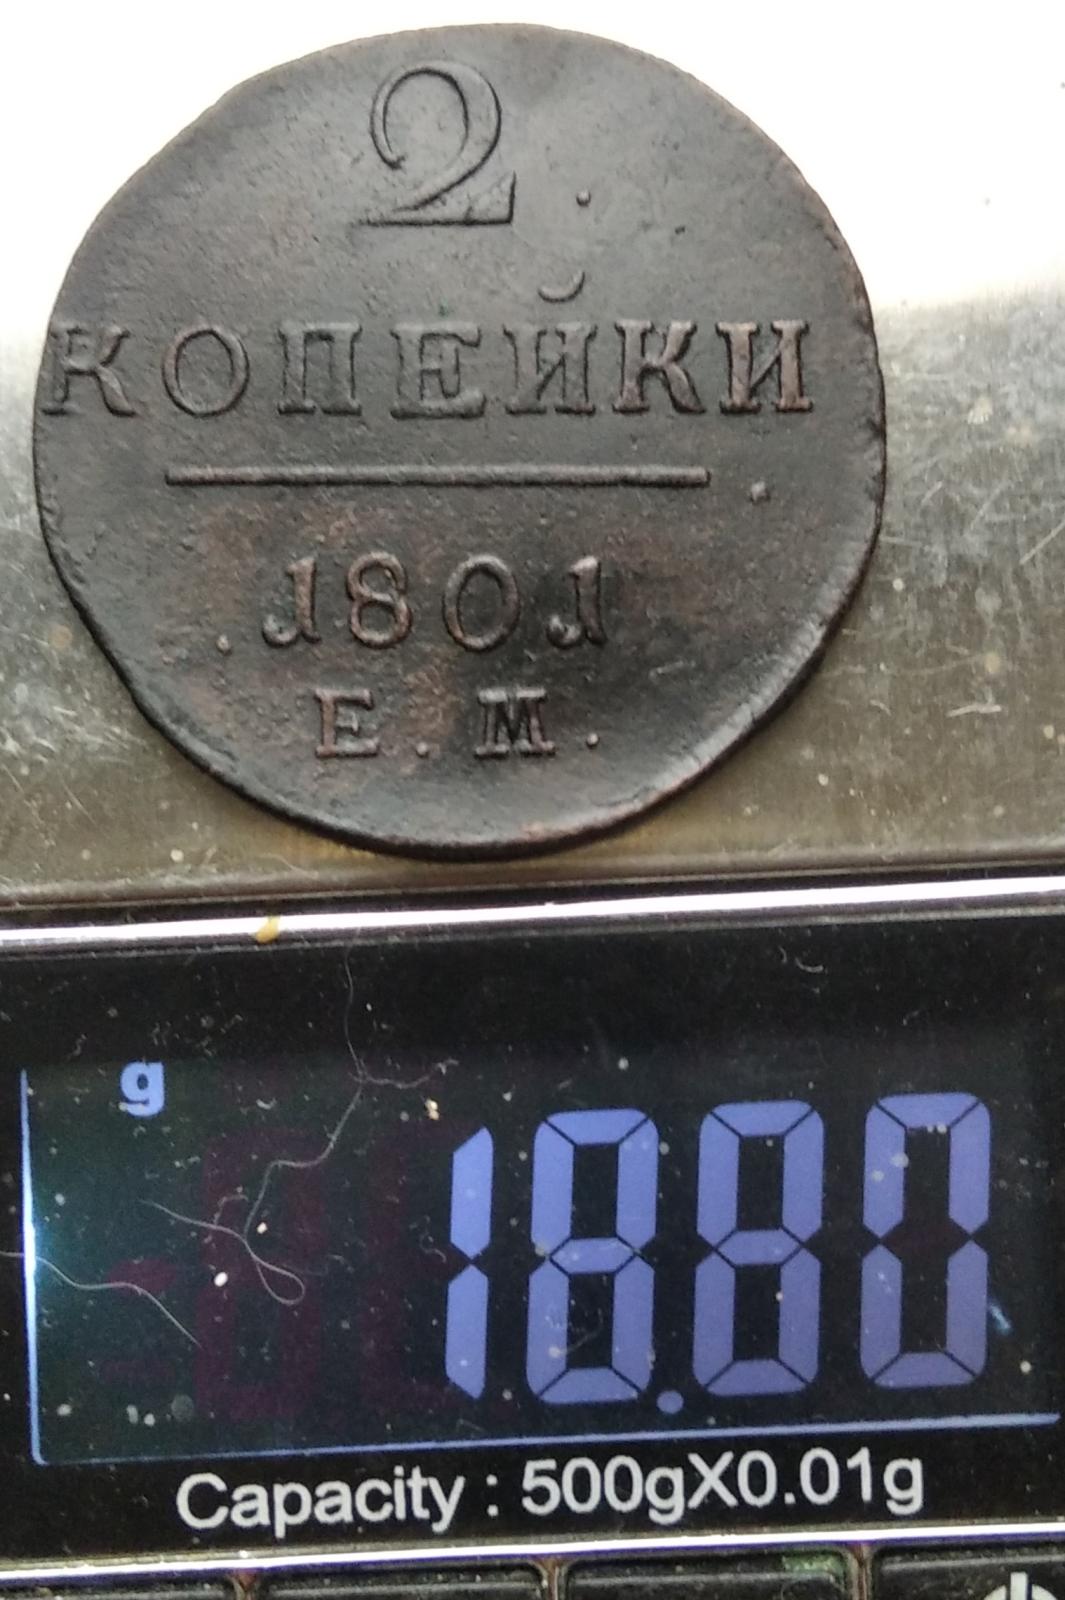 2
КОПЕЙКИ
.1801
Е.М.
g
18.80
Capacity : 500gX0.01g